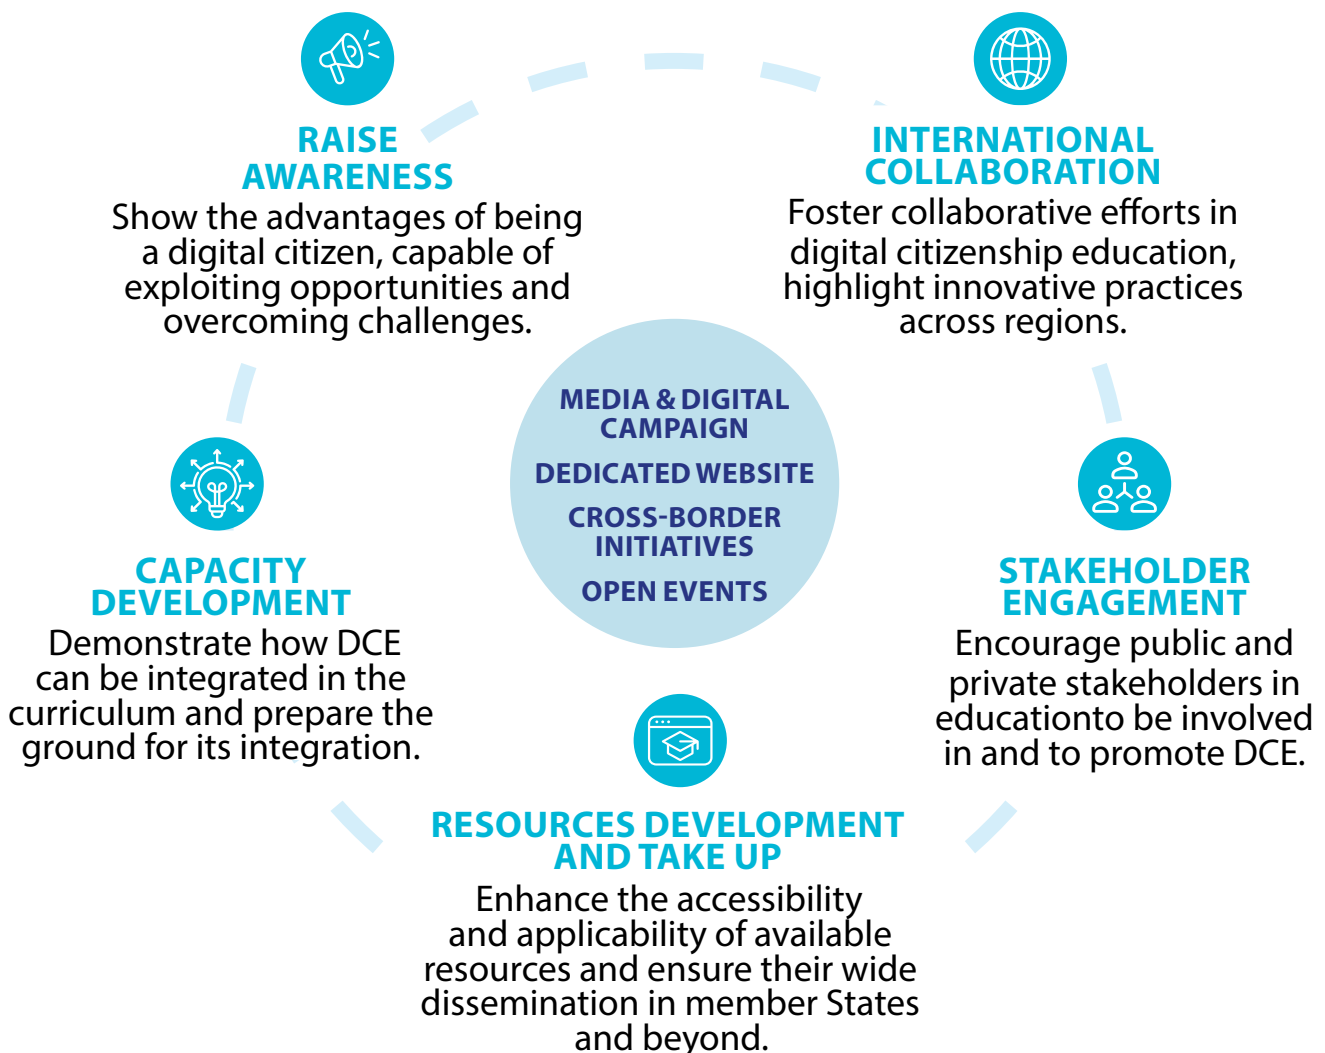 RAISE
AWARENESS
Show the advantages of being
a digital citizen, capable of
exploiting opportunities and
overcoming challenges.
INTERNATIONAL
COLLABORATION
Foster collaborative efforts in
digital citizenship education,
highlight innovative practices
across regions.
MEDIA & DIGITAL
CAMPAIGN
DEDICATED WEBSITE
CROSS-BORDER
INITIATIVES
OPEN EVENTS
CAPACITY
DEVELOPMENT
Demonstrate how DCE
can be integrated in the
curriculum and prepare the
ground for its integration.
STAKEHOLDER
ENGAGEMENT
Encourage public and
private stakeholders in
educationto be involved
in and to promote DCE.
RESOURCES DEVELOPMENT
AND TAKE UP
Enhance the accessibility
and applicability of available
resources and ensure their wide
dissemination in member States
and beyond.